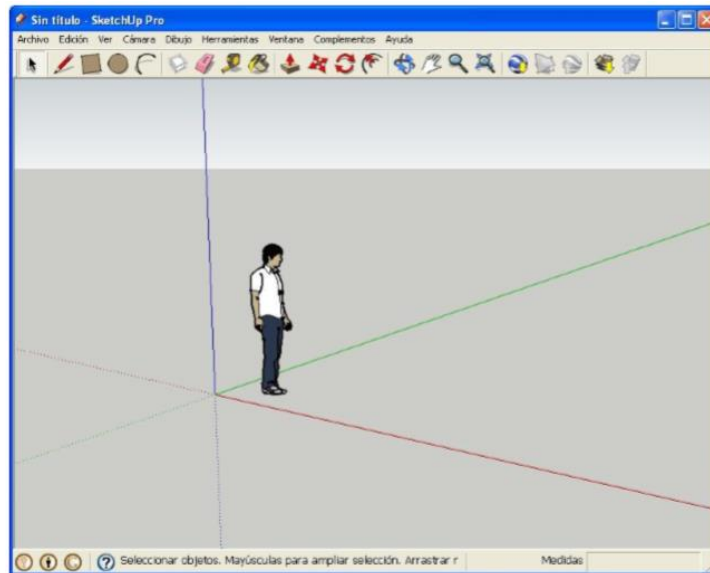 Sin título - SketchUp Pro
Archivo Edición Ver Cámara Dibujo Herramientas Ventana Complementos Ayuda
Seleccionar objetos. Mayúsculas para ampliar selección. Arrastrar r
Medidas